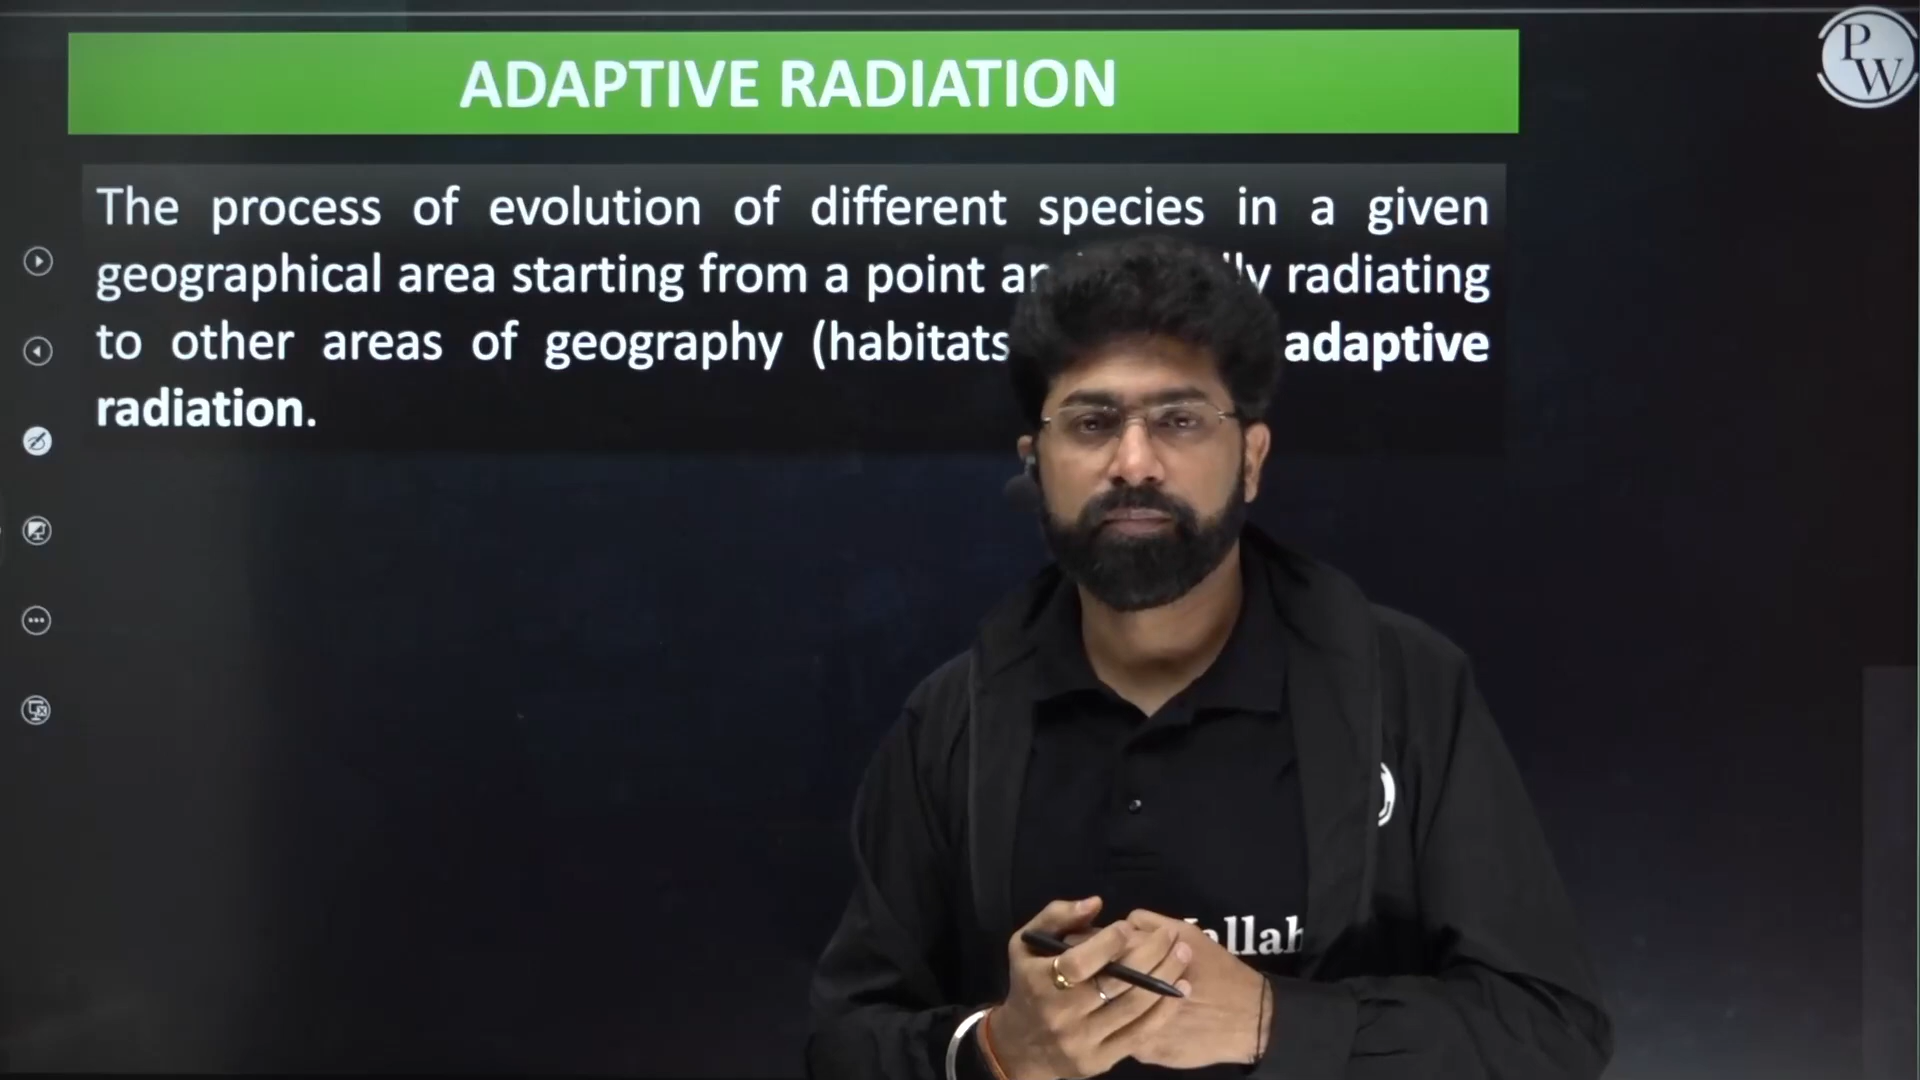 P
W
ADAPTIVE RADIATION
The process of evolution of different species in a given
geographical area starting from a point radiating
to other areas of geography (habitats adaptive
radiation.